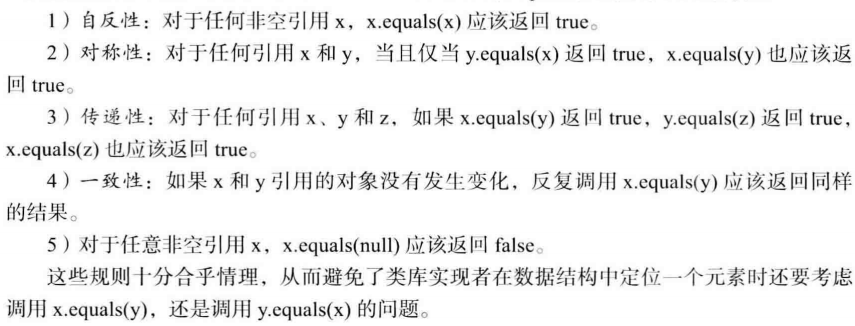 1）自反性：对于任何非空引用 x，x.equals(x) 应该返回 true。
2）对称性：对于任何引用 x 和 y，当且仅当 y.equals(x) 返回 true，x.equals(y) 也应该返
回 true。
3）传递性：对于任何引用 x、y 和 z，如果 x.equals(y) 返回 true，y.equals(z) 返回 true，
x.equals(z) 也应该返回 true。
4）一致性：如果 x 和 y 引用的对象没有发生变化，反复调用 x.equals(y) 应该返回同样
的结果。
5）对于任意非空引用 x，x.equals(null) 应该返回 false。
这些规则十分合乎情理，从而避免了类库实现者在数据结构中定位一个元素时还要考虑
调用 x.equals(y)，还是调用 y.equals(x) 的问题。